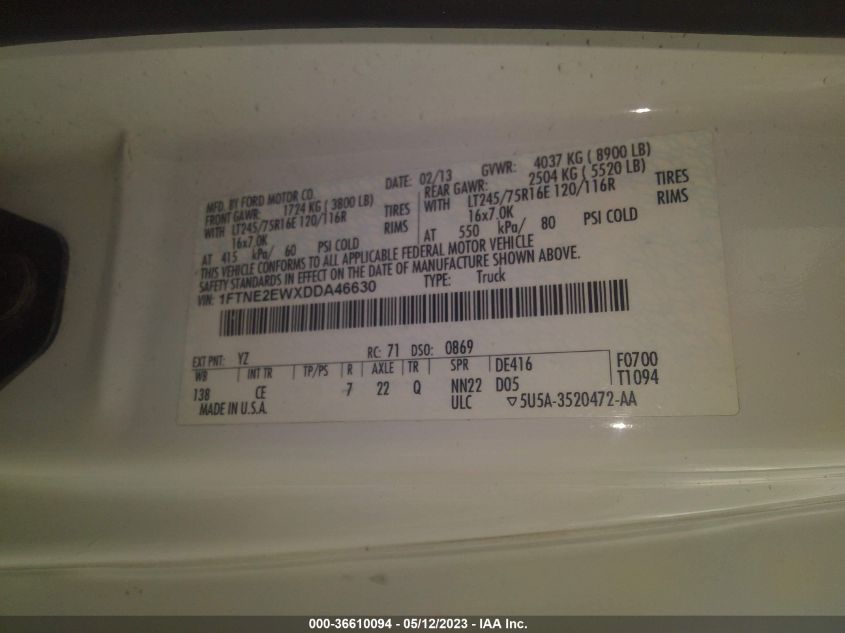 MFD. BY FORD MOTOR CO.
DATE: 02/13 GVWR: 4037 KG ( 8900 LB)
FRONT GAWR: 1724 KG ( 3800 LB)
REAR GAWR: 2504 KG ( 5520 LB)
WITH LT245/75R16E 120/116R TIRES
WITH LT245/75R16E 120/116R TIRES
16x7.0K RIMS
16x7.0K RIMS
AT 415 kPa/ 60 PSI COLD
AT 550 kPa/ 80 PSI COLD
THIS VEHICLE CONFORMS TO ALL APPLICABLE FEDERAL MOTOR VEHICLE
SAFETY STANDARDS IN EFFECT ON THE DATE OF MANUFACTURE SHOWN ABOVE.
VIN: 1FTNE2EWXDDA46630 TYPE: Truck
EXT PNT: YZ RC: 71 DSO: 0869
WB INT TR TP/PS R AXLE TR SPR DE416 F0700
138 CE 7 22 Q NN22 D05 T1094
MADE IN U.S.A. ULC ▽5U5A-3520472-AA
000-36610094 - 05/12/2023 - IAA Inc.